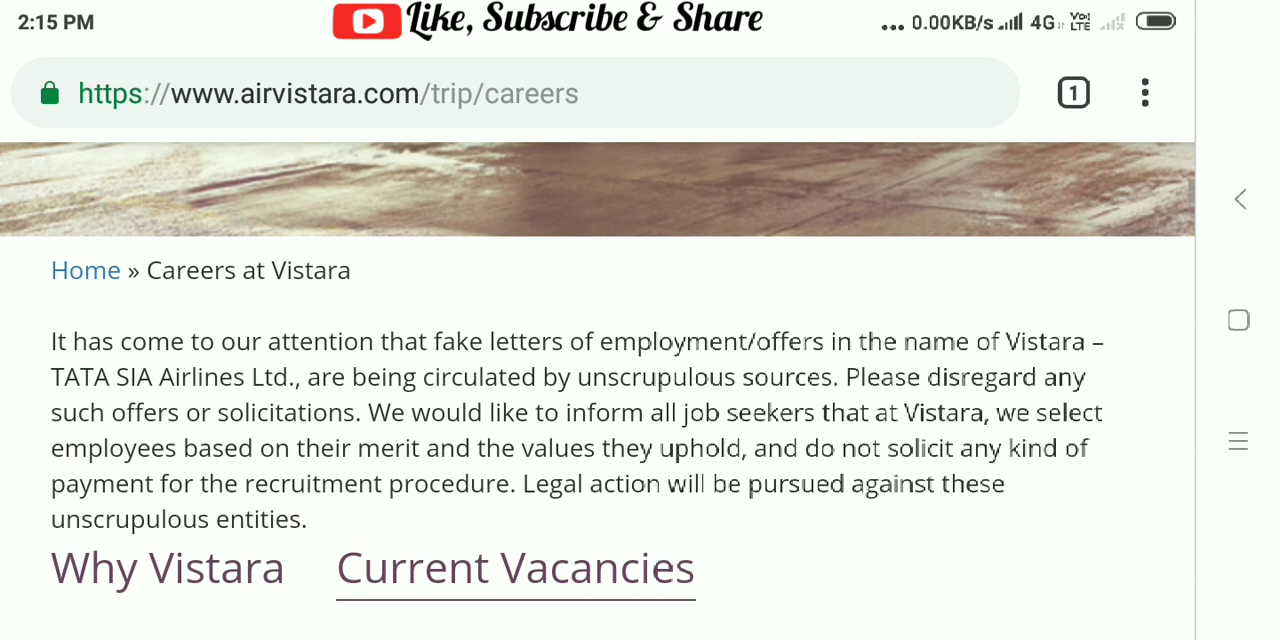 2:15 PM
Like, Subscribe & Share
... 0.00KB/s 4G Vo! LTE
https://www.airvistara.com/trip/careers
1
Home » Careers at Vistara
It has come to our attention that fake letters of employment/offers in the name of Vistara –
TATA SIA Airlines Ltd., are being circulated by unscrupulous sources. Please disregard any
such offers or solicitations. We would like to inform all job seekers that at Vistara, we select
employees based on their merit and the values they uphold, and do not solicit any kind of
payment for the recruitment procedure. Legal action will be pursued against these
unscrupulous entities.
Why Vistara Current Vacancies